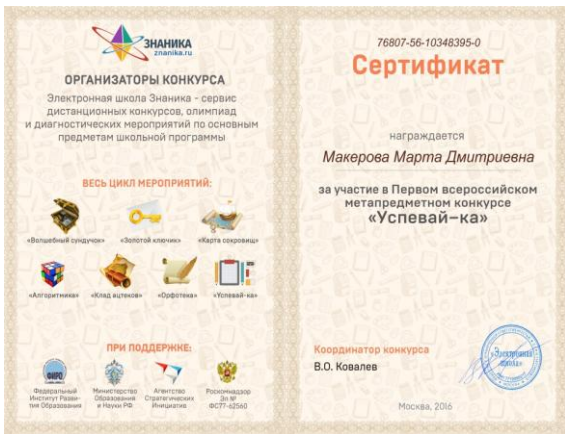 ЗНАНИКА
znanika.ru
ОРГАНИЗАТОРЫ КОНКУРСА
Электронная школа Знаника - сервис
дистанционных конкурсов, олимпиад
и диагностических мероприятий по основным
предметам школьной программы
ВЕСЬ ЦИКЛ МЕРОПРИЯТИЙ:
«Волшебный сундучок»
«Золотой ключик»
«Карта сокровищ»
«Алгоритмика»
«Клад ацтеков»
«Орфотека»
«Успевай-ка»
ПРИ ПОДДЕРЖКЕ:
ФИРО
Федеральный
Институт Разви-
тия Образования
Министерство
Образования
и Науки РФ
Агентство
Стратегических
Инициатив
Роскомнадзор
Эл №
ФС77-62560
76807-56-10348395-0
Сертификат
награждается
Макерова Марта Дмитриевна
за участие в Первом всероссийском
метапредметном конкурсе
«Успевай-ка»
Координатор конкурса
В.О. Ковалев
«Электронная
школа»
Москва, 2016